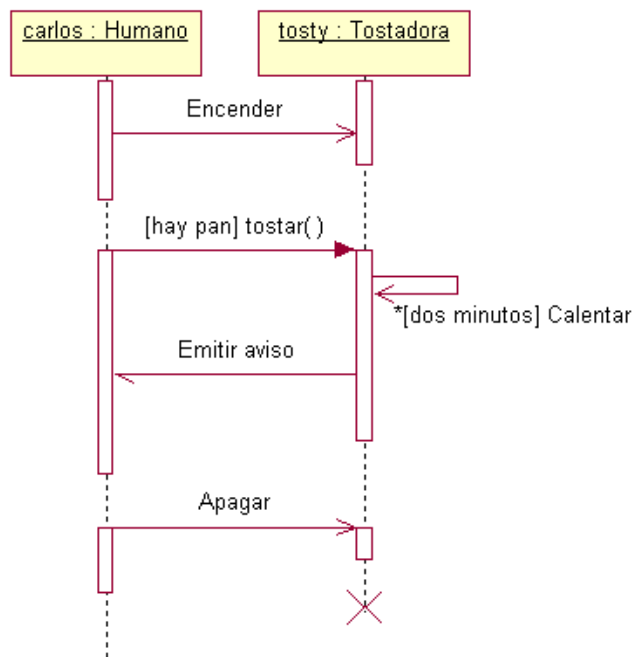 carlos : Humano
tosty : Tostadora
Encender
[hay pan] tostar( )
*[dos minutos] Calentar
Emitir aviso
Apagar